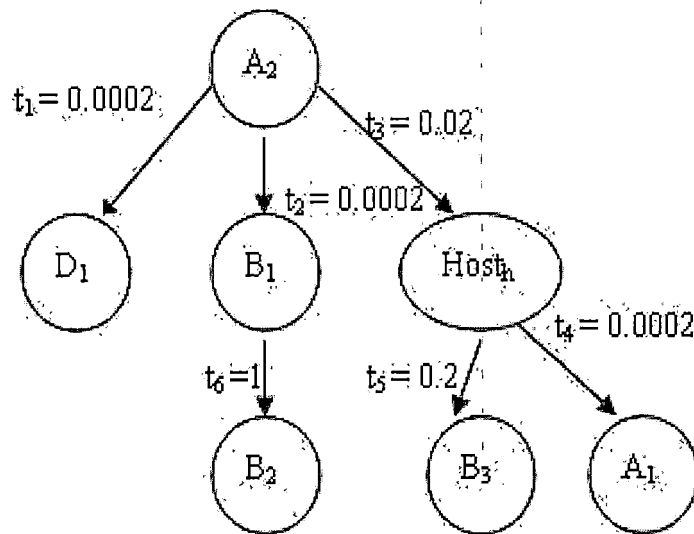 A₂
t₁= 0.0002
t₃= 0.02
t₂= 0.0002
D₁
B₁
Hostₕ
t₄= 0.0002
t₆=1
t₅= 0.2
B₂
B₃
A₁